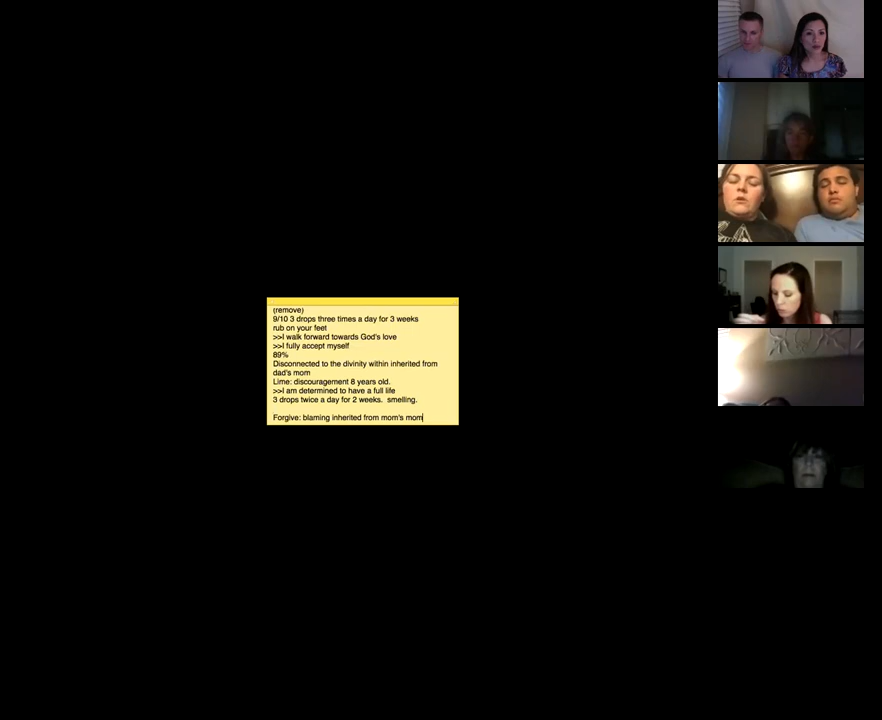 (remove)
9/10 3 drops three times a day for 3 weeks
rub on your feet
>>I walk forward towards God's love
>>I fully accept myself
89%
Disconnected to the divinity within inherited from
dad's mom
Lime: discouragement 8 years old.
>>I am determined to have a full life
3 drops twice a day for 2 weeks.  smelling.
Forgive: blaming inherited from mom's mom